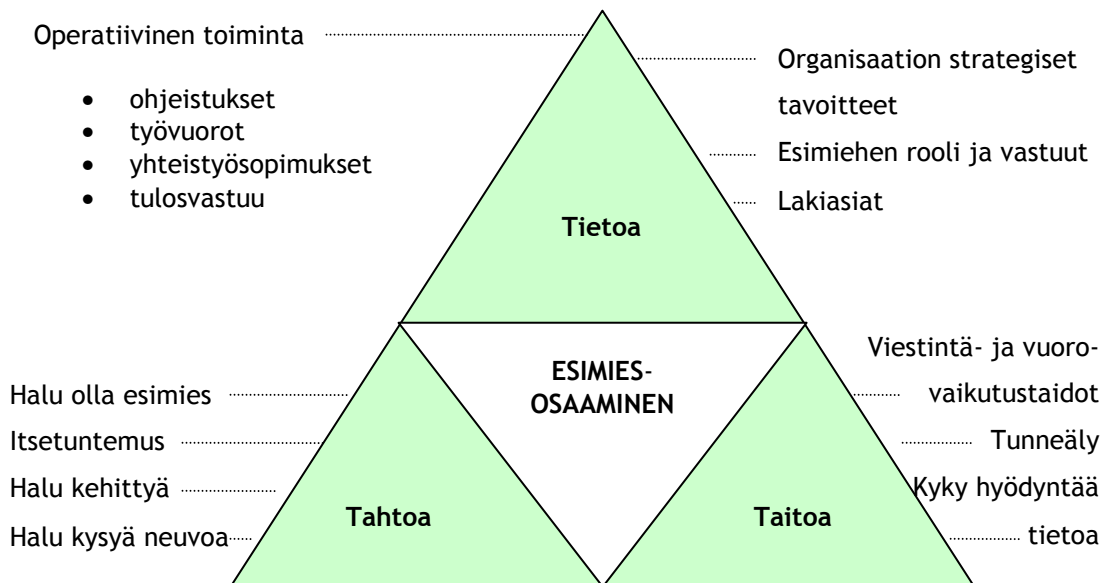 Operatiivinen toiminta
• ohjeistukset
• työvuorot
• yhteistyösopimukset
• tulosvastuu
Organisaation strategiset
tavoitteet
Esimiehen rooli ja vastuut
Lakiasiat
Tietoa
ESIMIES-
OSAAMINEN
Halu olla esimies
Itsetuntemus
Halu kehittyä
Halu kysyä neuvoa
Tahtoa
Taitoa
Viestintä- ja vuoro-
vaikutustaidot
Tunneäly
Kyky hyödyntää
tietoa